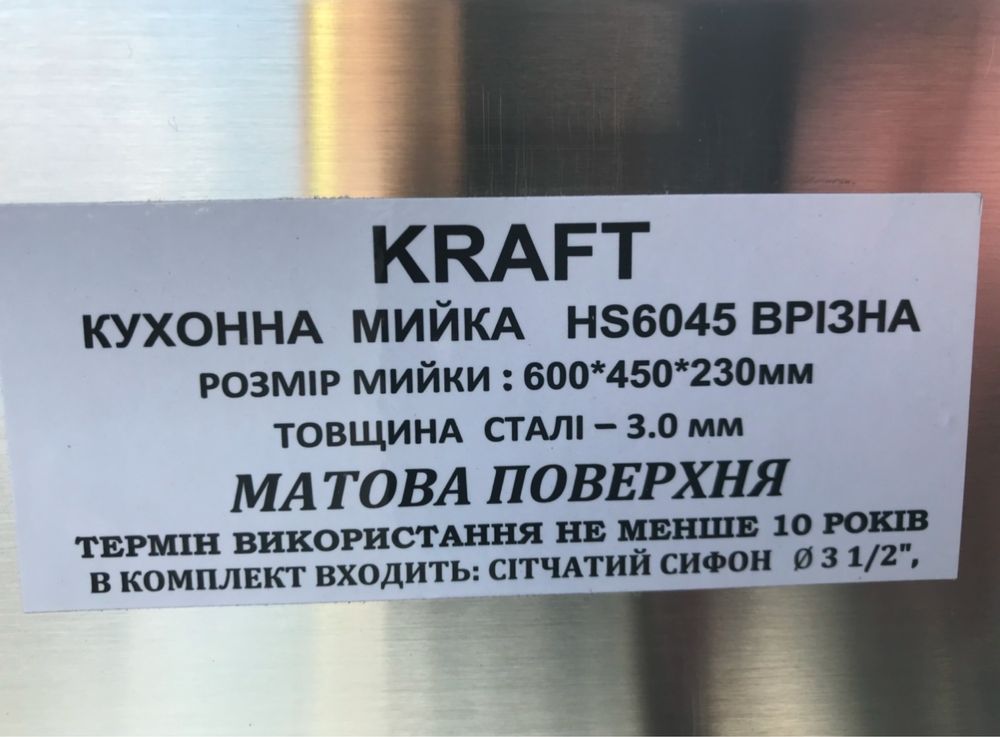 KRAFT
КУХОННА МИЙКА HS6045 ВРІЗНА
РОЗМІР МИЙКИ : 600*450*230мм
ТОВЩИНА СТАЛІ – 3.0 мм
МАТОВА ПОВЕРХНЯ
ТЕРМІН ВИКОРИСТАННЯ НЕ МЕНШЕ 10 РОКІВ
В КОМПЛЕКТ ВХОДИТЬ: СІТЧАТИЙ СИФОН Ø 3 1/2",